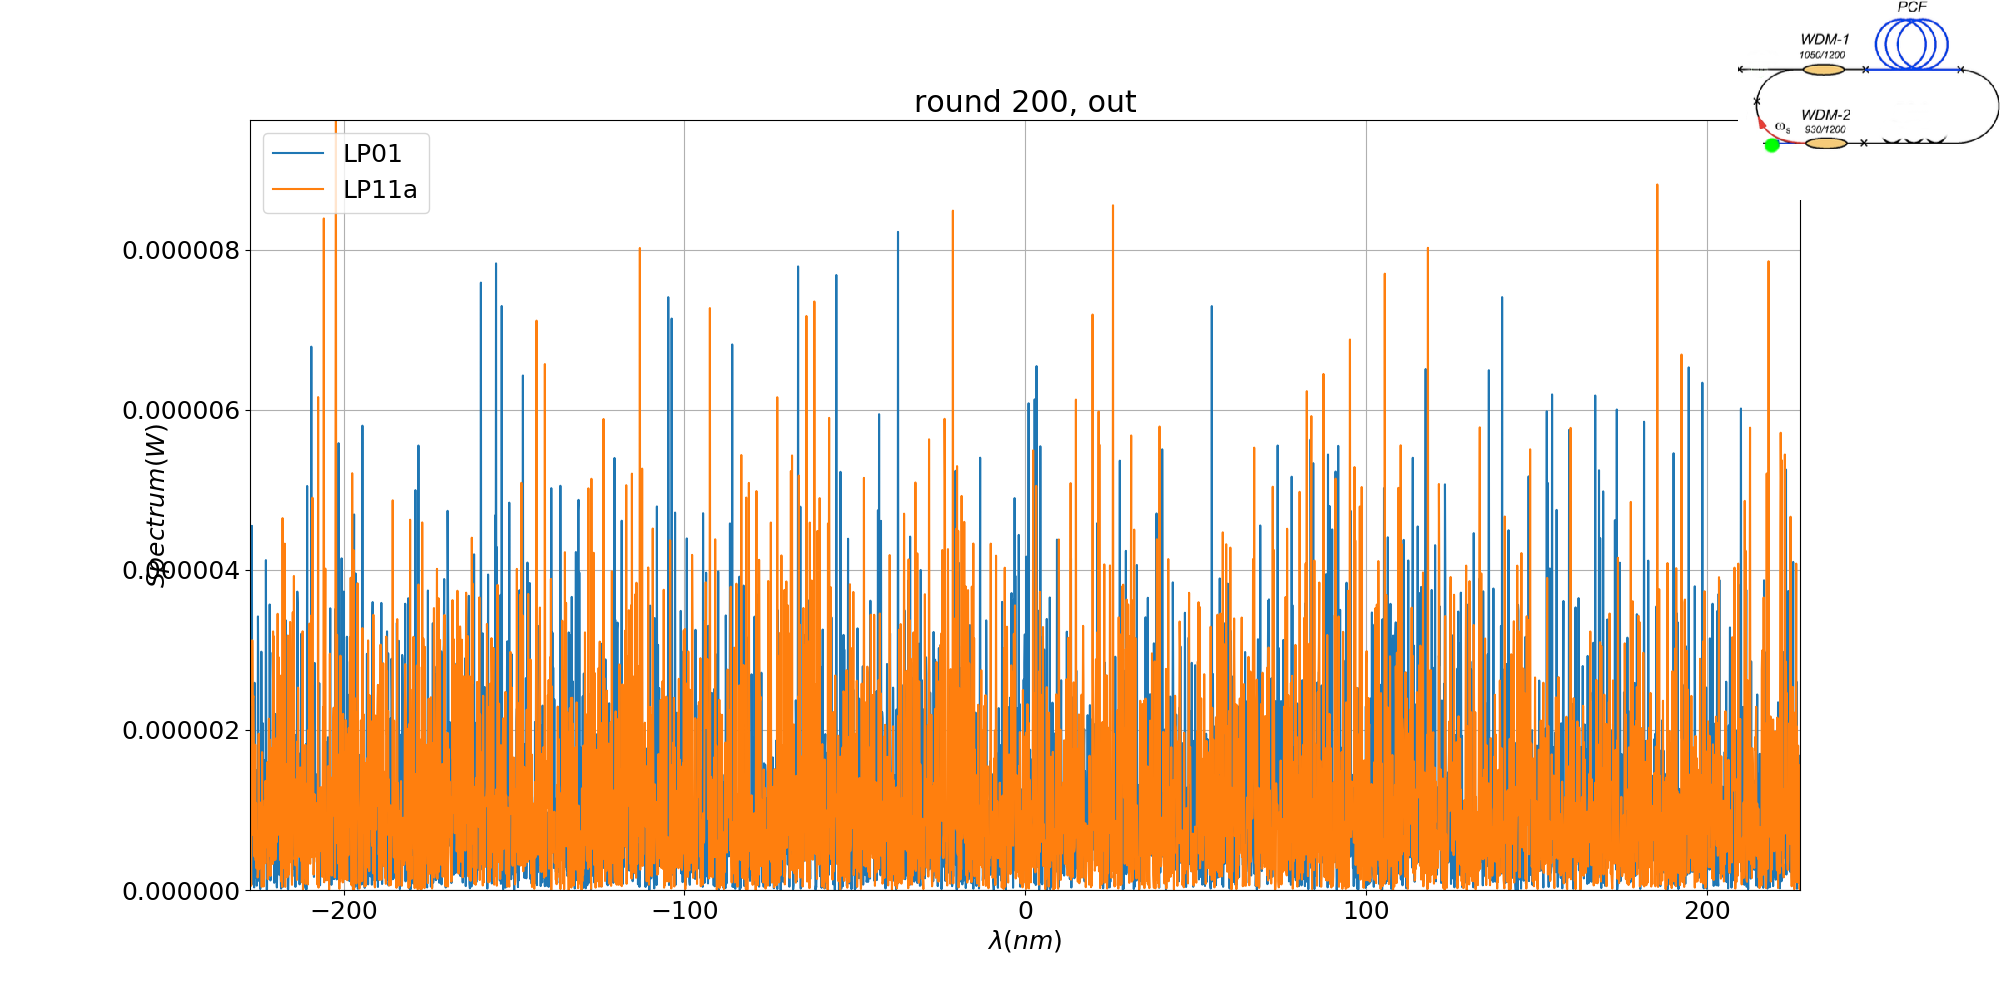 PCF
WDM-1
1050/1200
WDM-2
930/1200
ωs
round 200, out
LP01
LP11a
0.000008
0.000006
0.000004
0.000002
0.000000
Spectrum(W)
−200
−100
0
100
200
λ(nm)